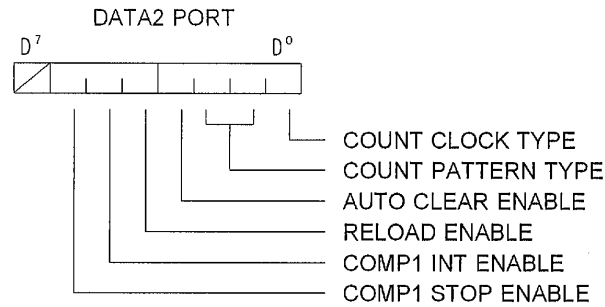 DATA2 PORT
D7 D0
COUNT CLOCK TYPE
COUNT PATTERN TYPE
AUTO CLEAR ENABLE
RELOAD ENABLE
COMP1 INT ENABLE
COMP1 STOP ENABLE